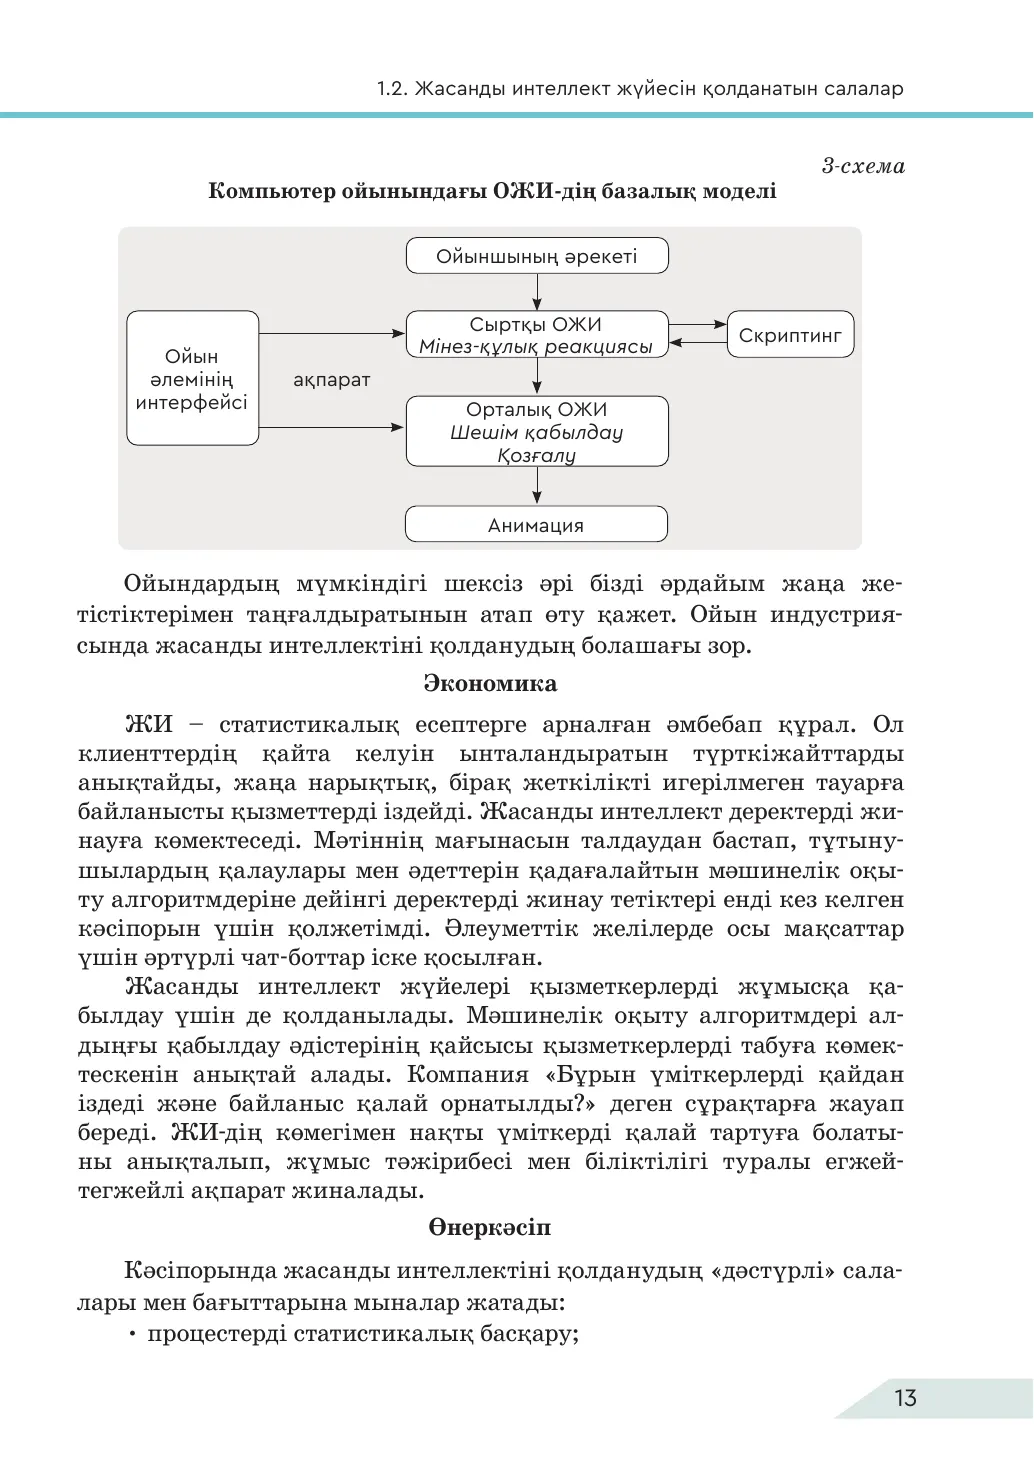 1.2. Жасанды интеллект жүйесін қолданатын салалар
3-схема
Компьютер ойынындағы ОЖИ-дің базалық моделі
Ойыншының әрекеті
Сыртқы ОЖИ
Мінез-құлық реакциясы
Скриптинг
Ойын
әлемінің
интерфейсі
ақпарат
Орталық ОЖИ
Шешім қабылдау
Қозғалу
Анимация
Ойындардың мүмкіндігі шексіз әрі бізді әрдайым жаңа же-
тістіктерімен таңғалдыратынын атап өту қажет. Ойын индустрия-
сында жасанды интеллектіні қолданудың болашағы зор.
Экономика
ЖИ – статистикалық есептерге арналған әмбебап құрал. Ол
клиенттердің қайта келуін ынталандыратын түрткіжайттарды
анықтайды, жаңа нарықтық, бірақ жеткілікті игерілмеген тауарға
байланысты қызметтерді іздейді. Жасанды интеллект деректерді жи-
науға көмектеседі. Мәтіннің мағынасын талдаудан бастап, тұтыну-
шылардың қалаулары мен әдеттерін қадағалайтын мәшинелік оқы-
ту алгоритмдеріне дейінгі деректерді жинау тетіктері енді кез келген
кәсіпорын үшін қолжетімді. Әлеуметтік желілерде осы мақсаттар
үшін әртүрлі чат-боттар іске қосылған.
Жасанды интеллект жүйелері қызметкерлерді жұмысқа қа-
былдау үшін де қолданылады. Мәшинелік оқыту алгоритмдері ал-
дыңғы қабылдау әдістерінің қайсысы қызметкерлерді табуға көмек-
тескенін анықтай алады. Компания «Бұрын үміткерлерді қайдан
іздеді және байланыс қалай орнатылды?» деген сұрақтарға жауап
береді. ЖИ-дің көмегімен нақты үміткерді қалай тартуға болаты-
ны анықталып, жұмыс тәжірибесі мен біліктілігі туралы егжей-
тегжейлі ақпарат жиналады.
Өнеркәсіп
Кәсіпорында жасанды интеллектіні қолданудың «дәстүрлі» сала-
лары мен бағыттарына мыналар жатады:
• процестерді статистикалық басқару;
13